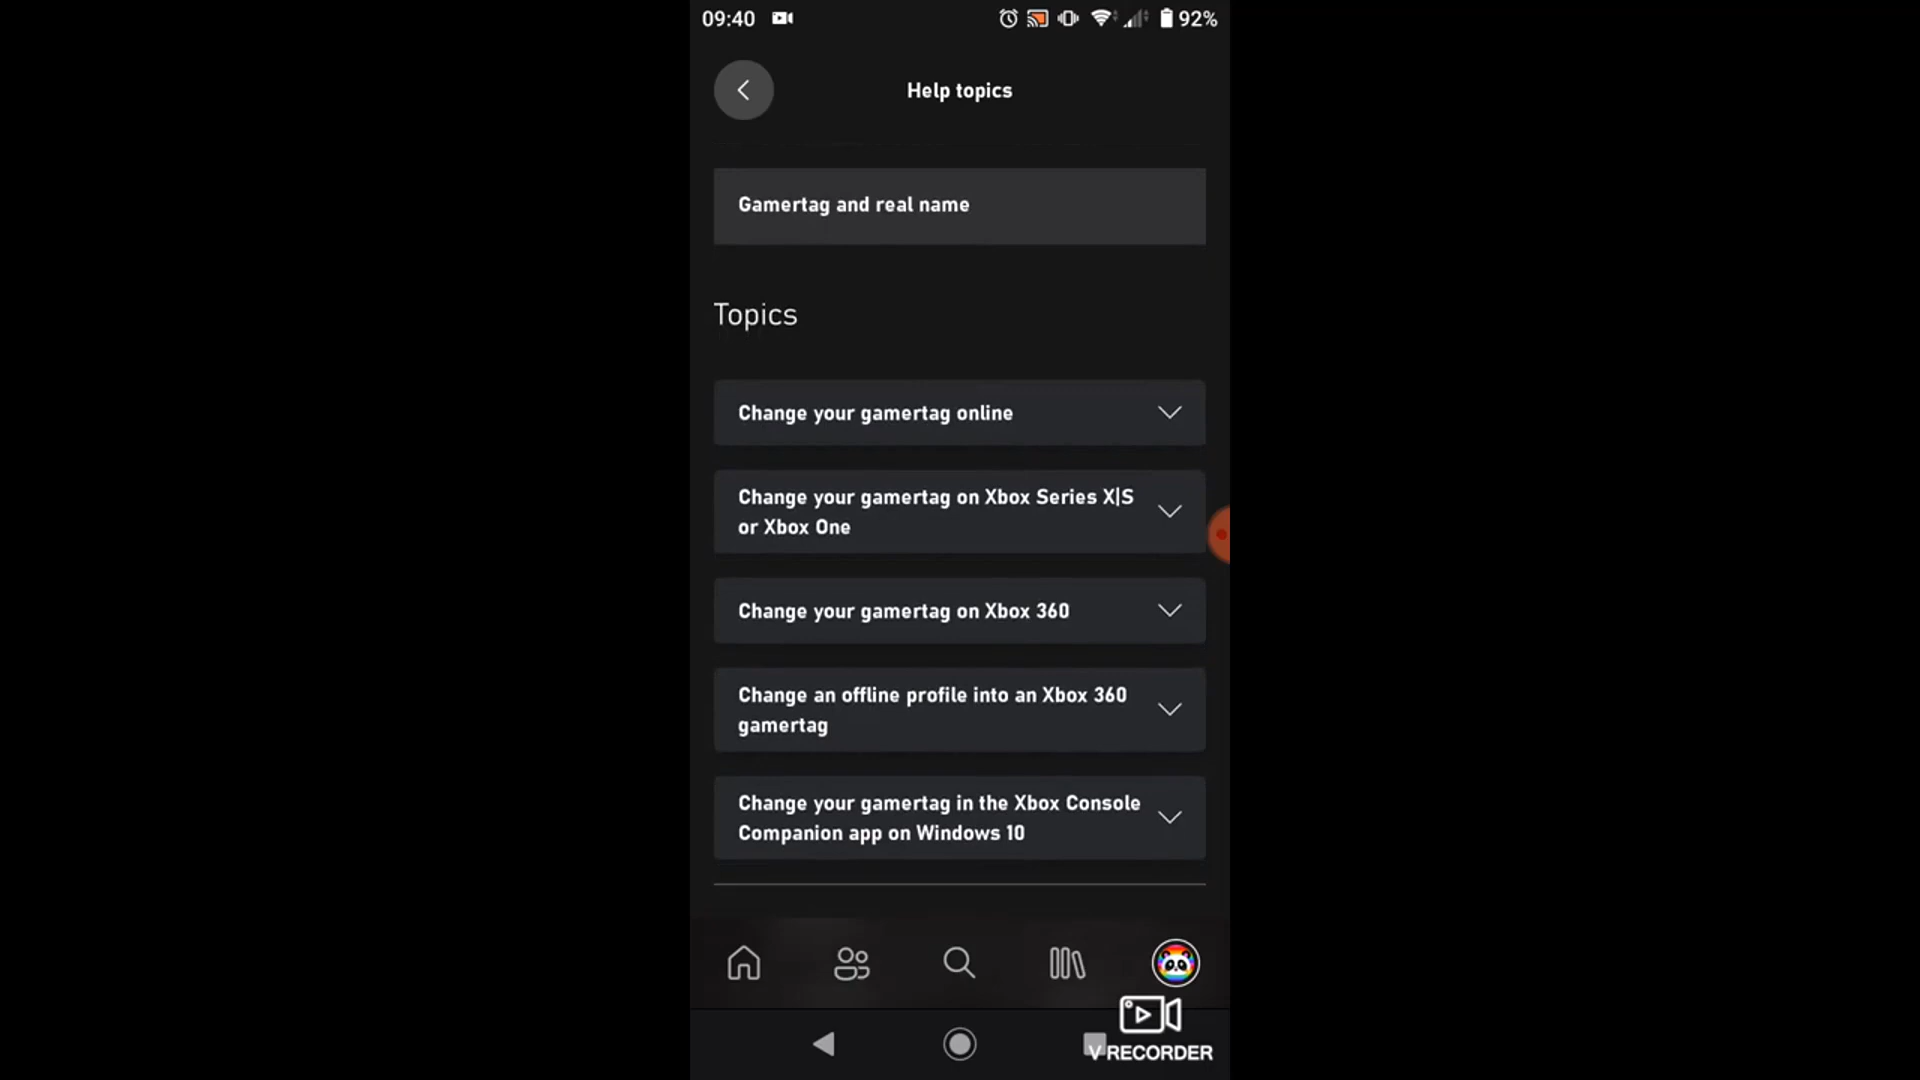 09:40
92%
Help topics
Gamertag and real name
Topics
Change your gamertag online
Change your gamertag on Xbox Series X|S
or Xbox One
Change your gamertag on Xbox 360
Change an offline profile into an Xbox 360
gamertag
Change your gamertag in the Xbox Console
Companion app on Windows 10
V RECORDER